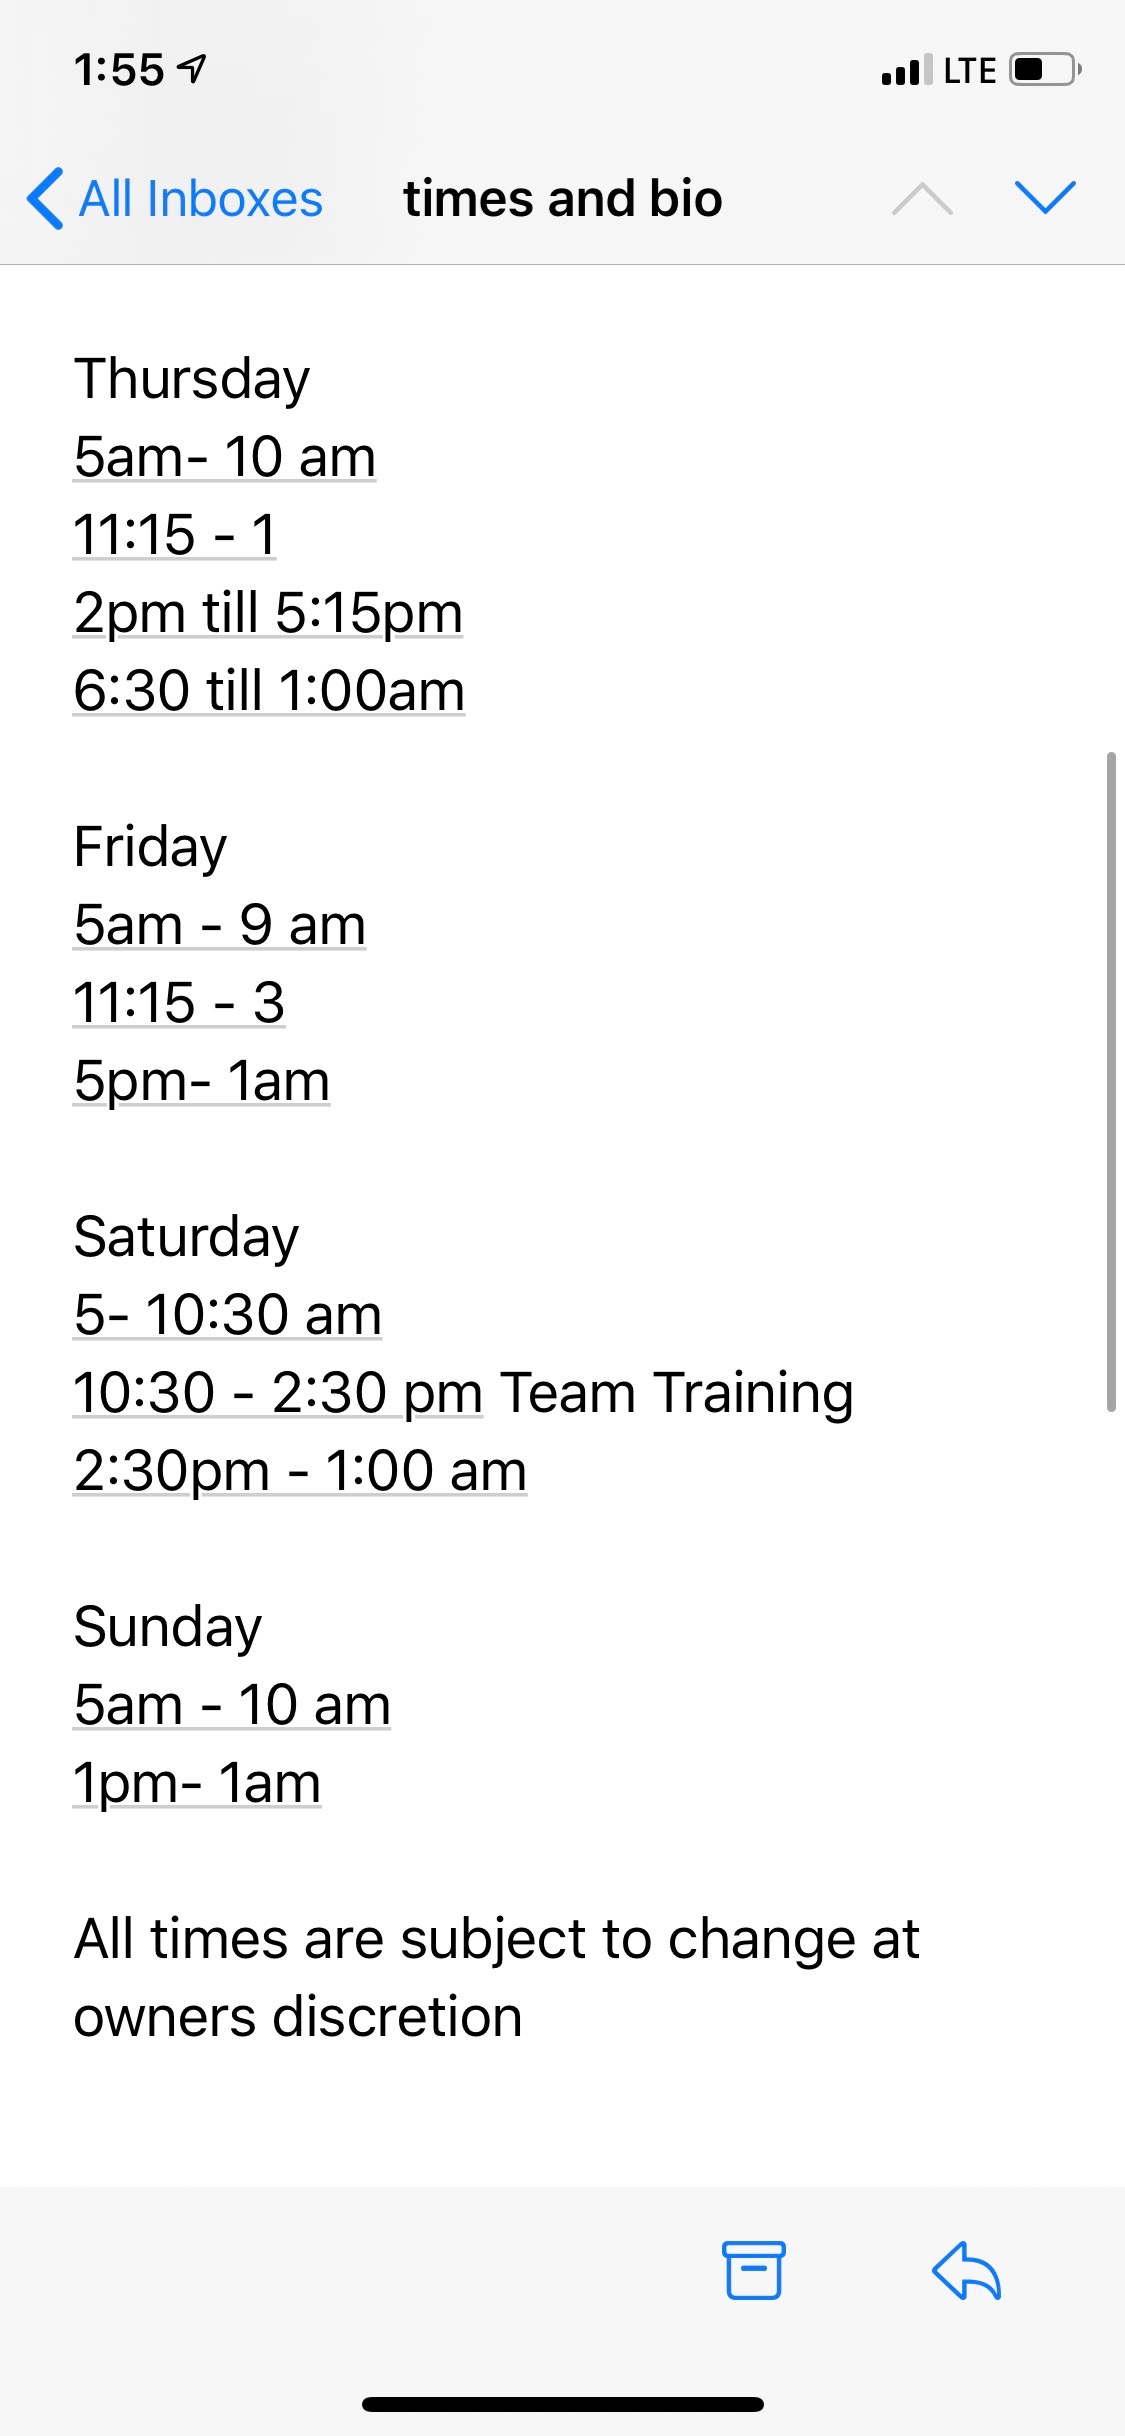 1:55 LTE
All Inboxes times and bio
Thursday
5am- 10 am
11:15 - 1
2pm till 5:15pm
6:30 till 1:00am
Friday
5am - 9 am
11:15 - 3
5pm- 1am
Saturday
5- 10:30 am
10:30 - 2:30 pm Team Training
2:30pm - 1:00 am
Sunday
5am - 10 am
1pm- 1am
All times are subject to change at
owners discretion